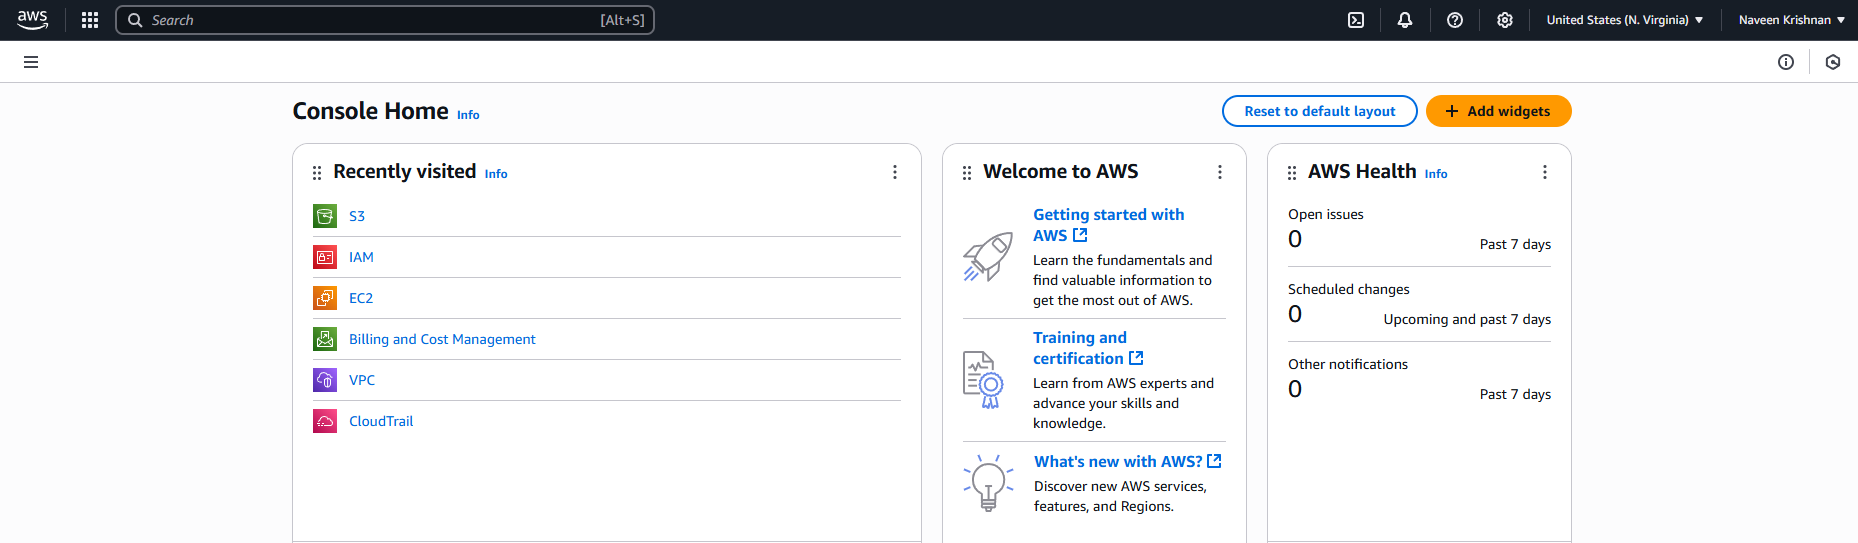 aws
Search [Alt+S]
United States (N. Virginia)
Naveen Krishnan
Console Home Info
Reset to default layout
+ Add widgets
Recently visited Info
S3
IAM
EC2
Billing and Cost Management
VPC
CloudTrail
Welcome to AWS
Getting started with
AWS
Learn the fundamentals and
find valuable information to
get the most out of AWS.
Training and
certification
Learn from AWS experts and
advance your skills and
knowledge.
What's new with AWS?
Discover new AWS services,
features, and Regions.
AWS Health Info
Open issues
0 Past 7 days
Scheduled changes
0 Upcoming and past 7 days
Other notifications
0 Past 7 days